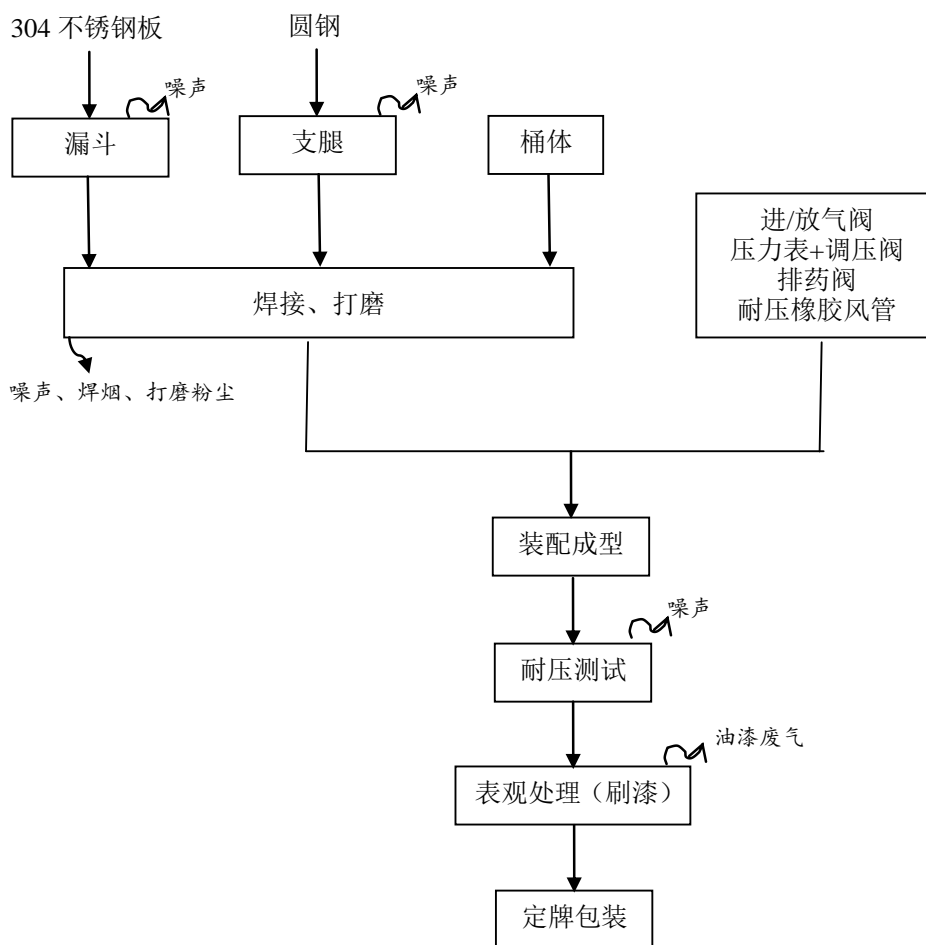 304 不锈钢板
圆钢
噪声
噪声
漏斗
支腿
桶体
进/放气阀
压力表+调压阀
排药阀
耐压橡胶风管
焊接、打磨
噪声、焊烟、打磨粉尘
装配成型
噪声
耐压测试
油漆废气
表观处理（刷漆）
定牌包装